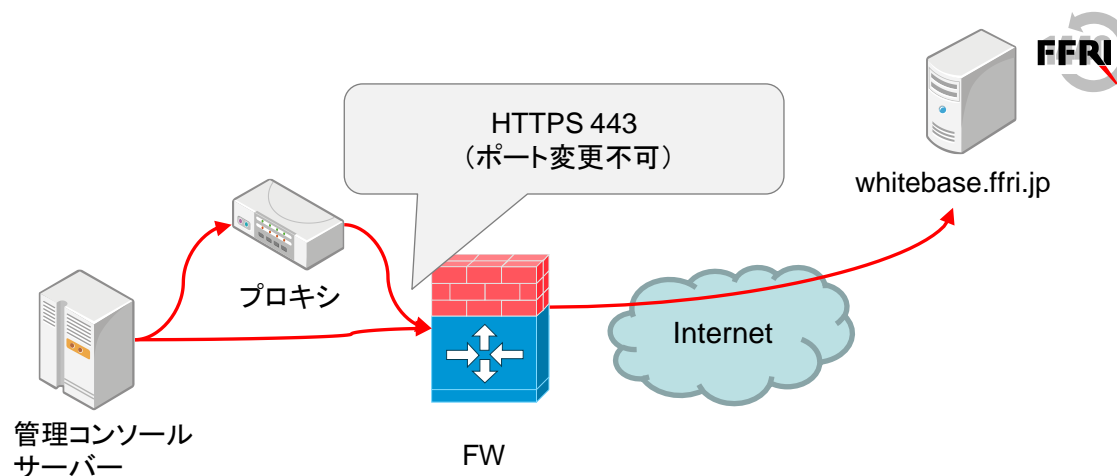 FFRI
HTTPS 443
（ポート変更不可）
whitebase.ffri.jp
プロキシ
Internet
管理コンソール
サーバー
FW